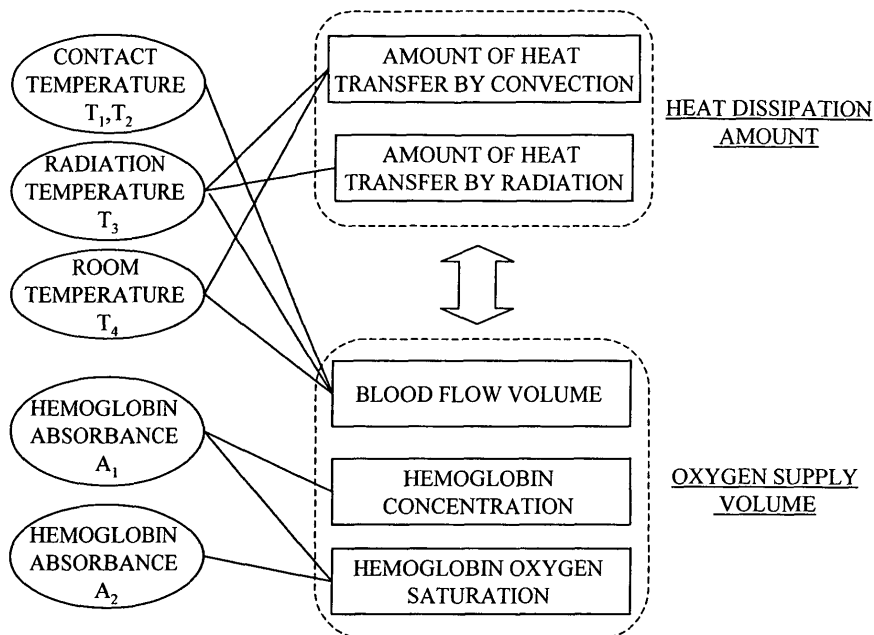 CONTACT
TEMPERATURE
T1,T2
RADIATION
TEMPERATURE
T3
ROOM
TEMPERATURE
T4
HEMOGLOBIN
ABSORBANCE
A1
HEMOGLOBIN
ABSORBANCE
A2
AMOUNT OF HEAT
TRANSFER BY CONVECTION
AMOUNT OF HEAT
TRANSFER BY RADIATION
HEAT DISSIPATION
AMOUNT
BLOOD FLOW VOLUME
HEMOGLOBIN
CONCENTRATION
HEMOGLOBIN OXYGEN
SATURATION
OXYGEN SUPPLY
VOLUME